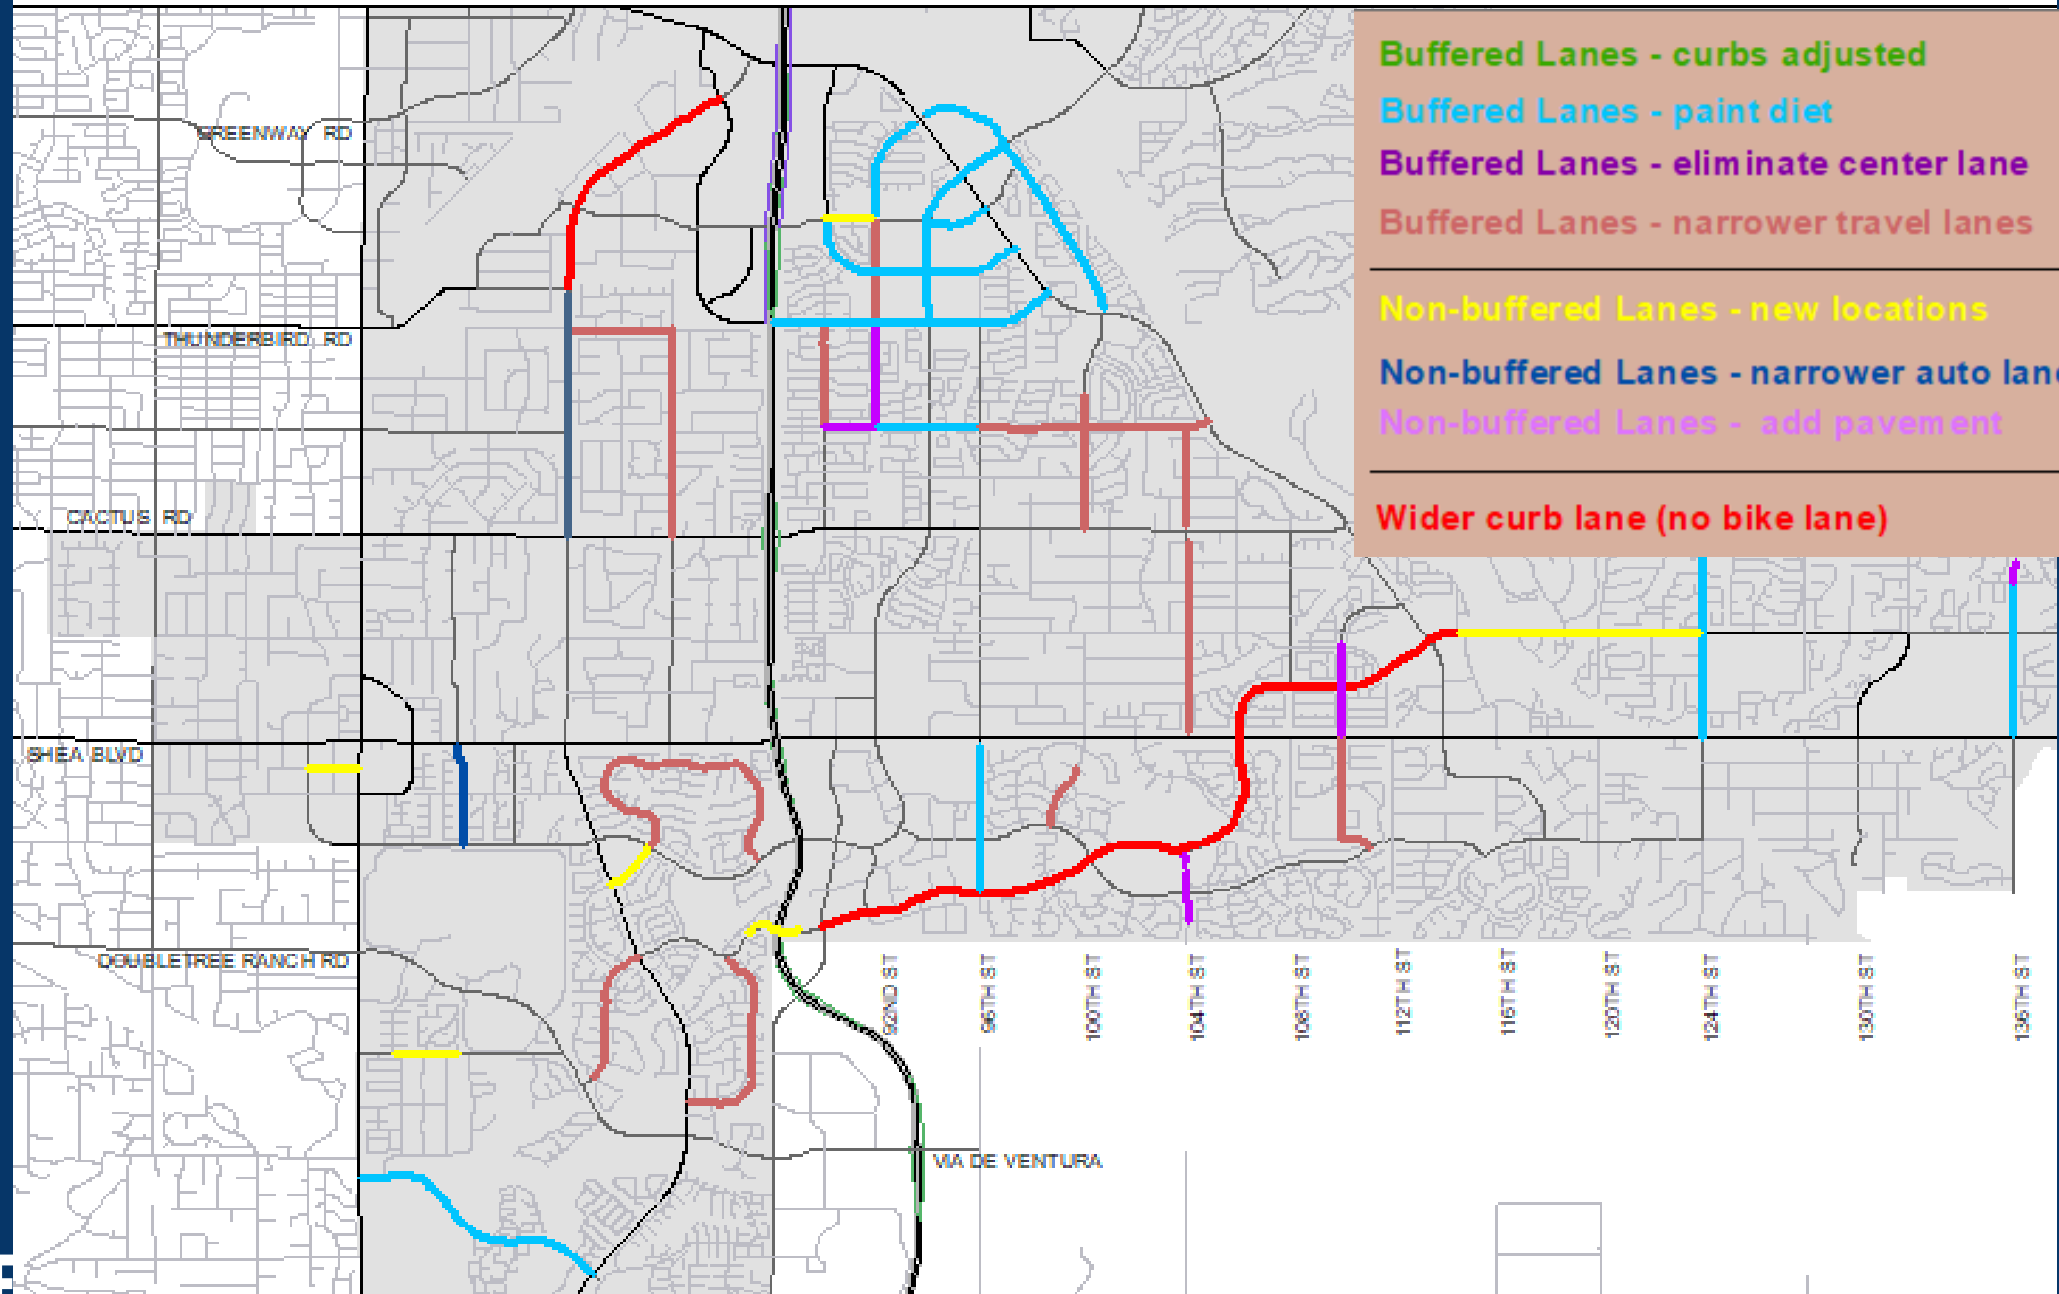 Buffered Lanes - curbs adjusted
Buffered Lanes - paint diet
Buffered Lanes - eliminate center lane
Buffered Lanes - narrower travel lanes
Non-buffered Lanes - new locations
Non-buffered Lanes - narrower auto lane
Non-buffered Lanes - add pavement
Wider curb lane (no bike lane)
GREENWAY RD
THUNDERBIRD RD
CACTUS RD
SHEA BLVD
DOUBLETREE RANCH RD
92ND ST
96TH ST
100TH ST
104TH ST
108TH ST
112TH ST
116TH ST
120TH ST
124TH ST
130TH ST
136TH ST
VIA DE VENTURA